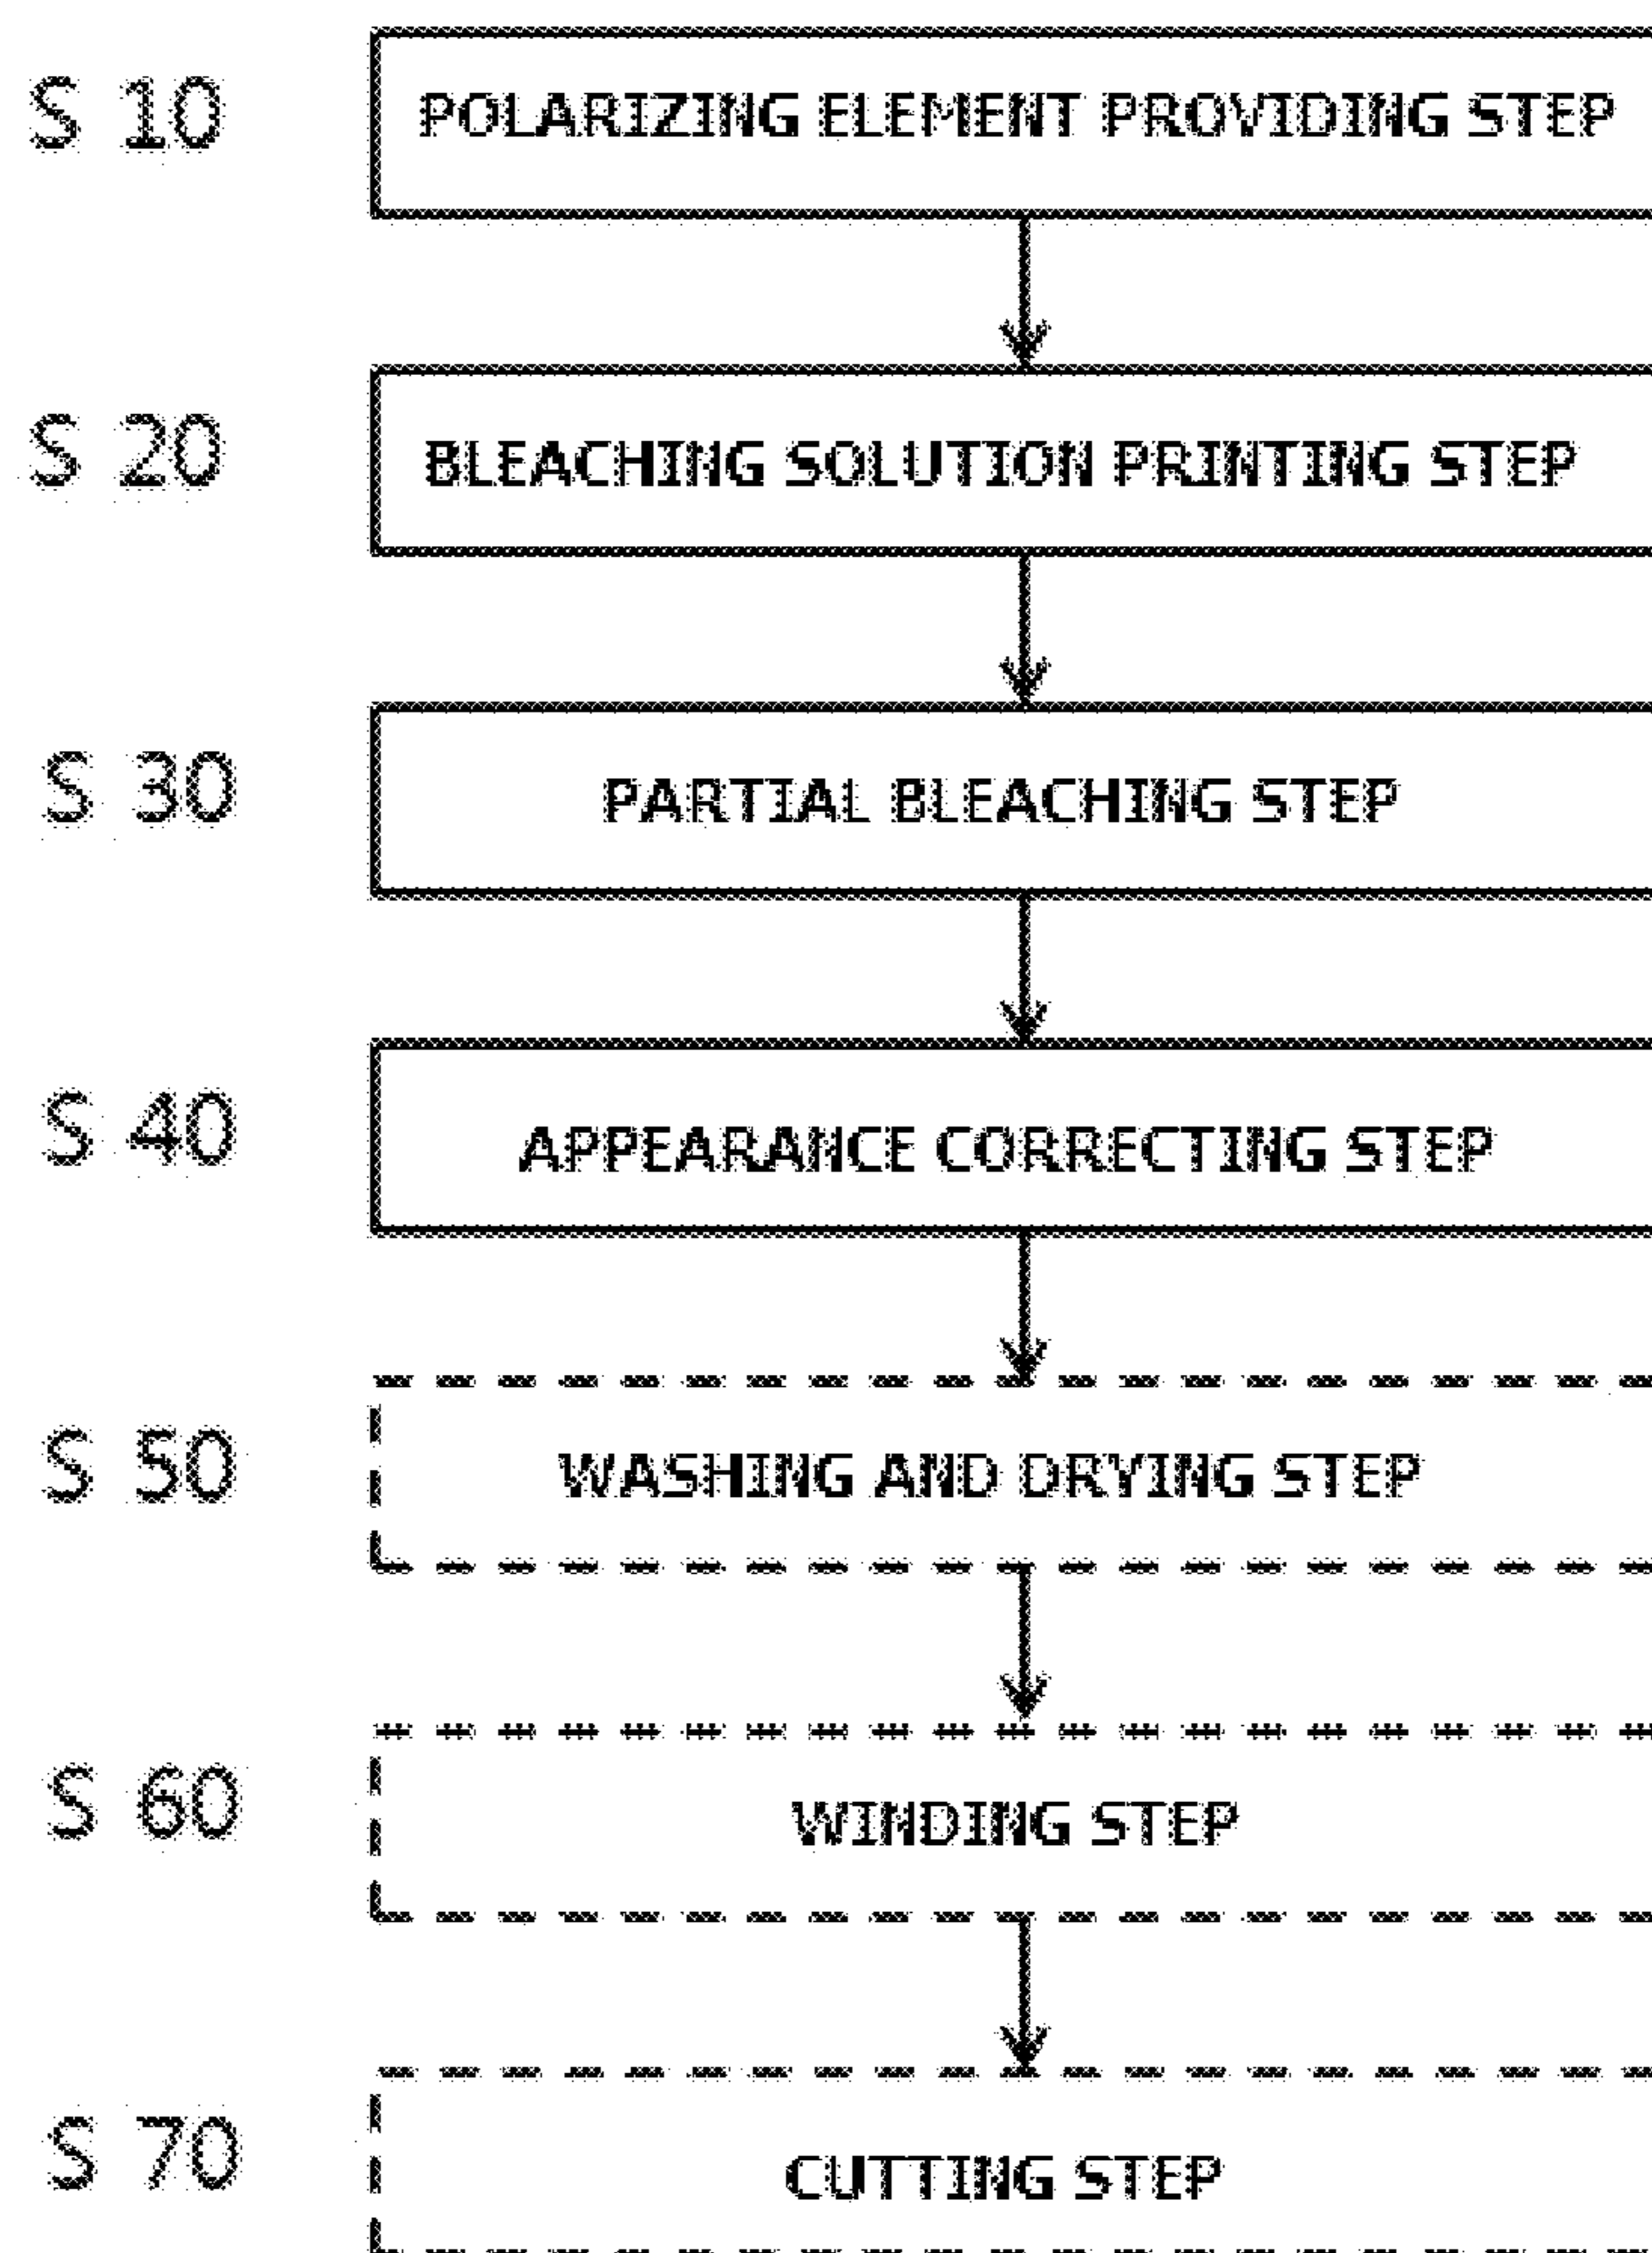 S 10 POLARIZING ELEMENT PROVIDING STEP
S 20 BLEACHING SOLUTION PRINTING STEP
S 30 PARTIAL BLEACHING STEP
S 40 APPEARANCE CORRECTING STEP
S 50 WASHING AND DRYING STEP
S 60 WINDING STEP
S 70 CUTTING STEP